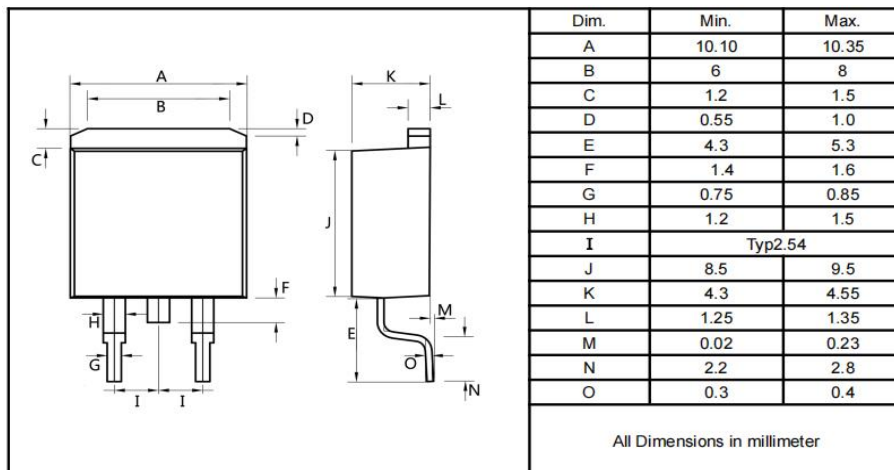 A
B
C
D
F
H
G
I I
K
L
J
E
M
O
N
Dim. Min. Max.
A 10.10 10.35
B 6 8
C 1.2 1.5
D 0.55 1.0
E 4.3 5.3
F 1.4 1.6
G 0.75 0.85
H 1.2 1.5
I Typ2.54
J 8.5 9.5
K 4.3 4.55
L 1.25 1.35
M 0.02 0.23
N 2.2 2.8
O 0.3 0.4
All Dimensions in millimeter